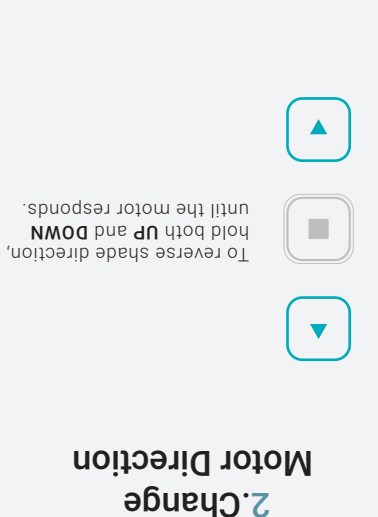 2.Change
Motor Direction
To reverse shade direction,
hold both UP and DOWN
until the motor responds.